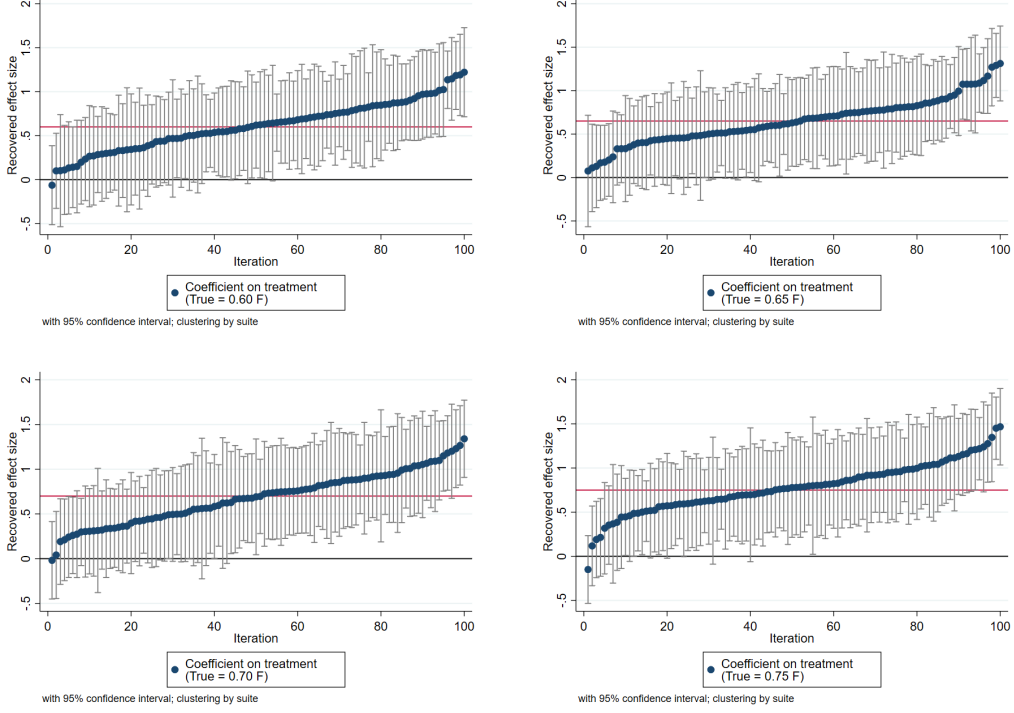 2
1.5
1
.5
0
-.5
Recovered effect size
0 20 40 60 80 100
Iteration
Coefficient on treatment
(True = 0.60 F)
with 95% confidence interval; clustering by suite
2
1.5
1
.5
0
-.5
Recovered effect size
0 20 40 60 80 100
Iteration
Coefficient on treatment
(True = 0.65 F)
with 95% confidence interval; clustering by suite
2
1.5
1
.5
0
-.5
Recovered effect size
0 20 40 60 80 100
Iteration
Coefficient on treatment
(True = 0.70 F)
with 95% confidence interval; clustering by suite
2
1.5
1
.5
0
-.5
Recovered effect size
0 20 40 60 80 100
Iteration
Coefficient on treatment
(True = 0.75 F)
with 95% confidence interval; clustering by suite